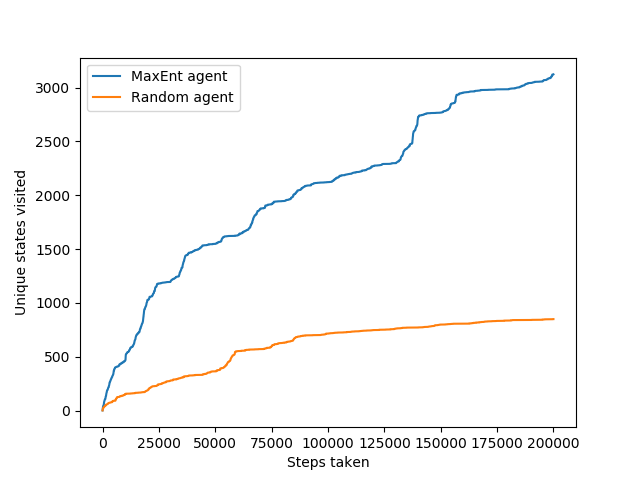 MaxEnt agent
Random agent
3000
2500
2000
1500
1000
500
0
Unique states visited
0 25000 50000 75000 100000 125000 150000 175000 200000
Steps taken